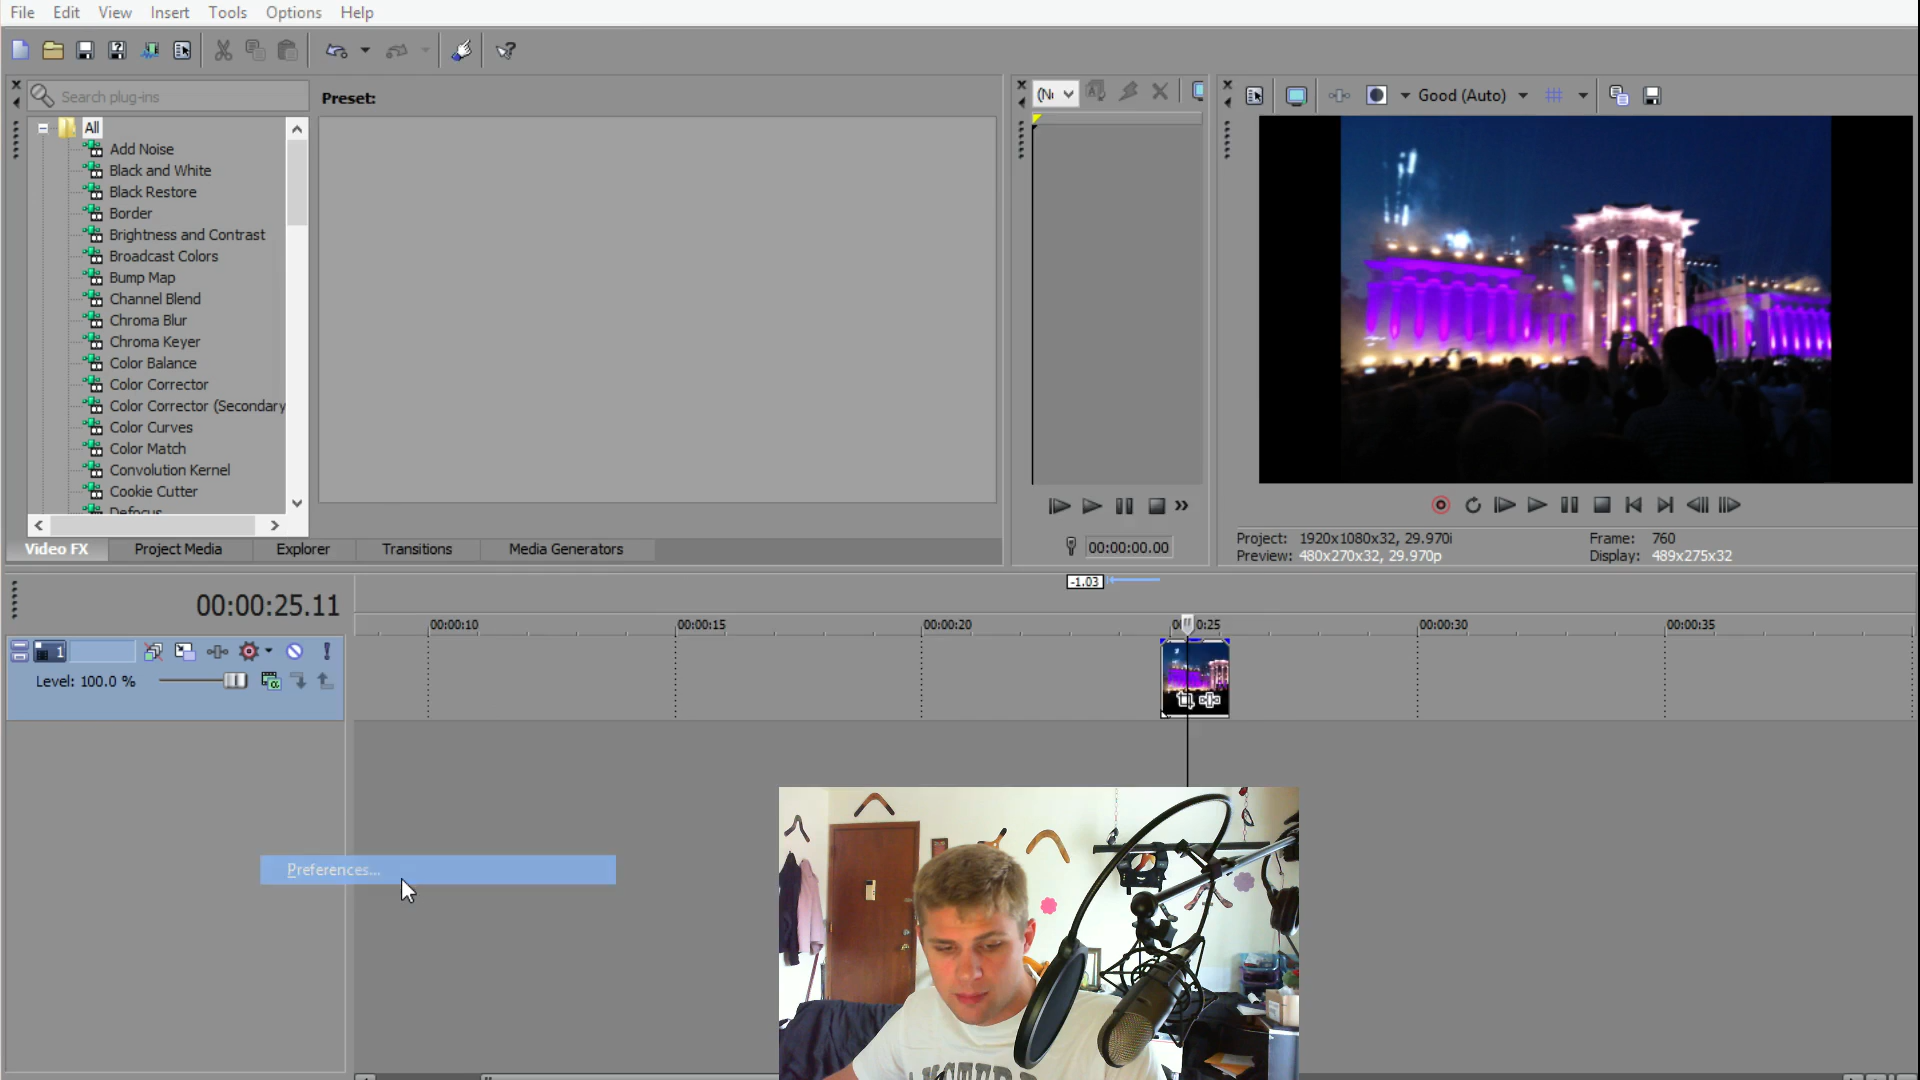 File Edit View Insert Tools Options Help
Search plug-ins
Preset:
All
Add Noise
Black and White
Black Restore
Border
Brightness and Contrast
Broadcast Colors
Bump Map
Channel Blend
Chroma Blur
Chroma Keyer
Color Balance
Color Corrector
Color Corrector (Secondary
Color Curves
Color Match
Convolution Kernel
Cookie Cutter
Defocus
Video FX Project Media Explorer Transitions Media Generators
00:00:00.00
Good (Auto)
Project: 1920x1080x32, 29.970i Frame: 760
Preview: 480x270x32, 29.970p Display: 489x275x32
-1.03
00:00:25.11
00:00:10 00:00:15 00:00:20 0:25 00:00:30 00:00:35
1
Level: 100.0 %
Preferences...